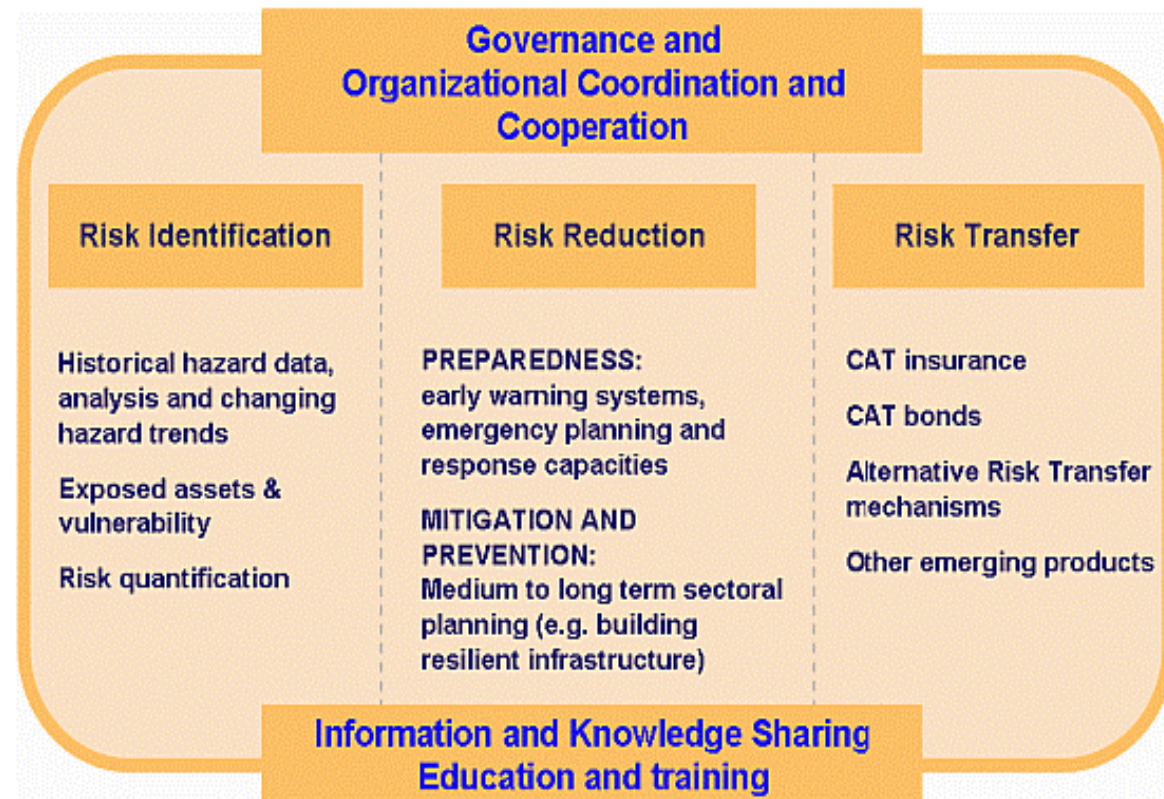 Governance and
Organizational Coordination and
Cooperation
Risk Identification
Historical hazard data,
analysis and changing
hazard trends
Exposed assets &
vulnerability
Risk quantification
Risk Reduction
PREPAREDNESS:
early warning systems,
emergency planning and
response capacities
MITIGATION AND
PREVENTION:
Medium to long term sectoral
planning (e.g. building
resilient infrastructure)
Risk Transfer
CAT insurance
CAT bonds
Alternative Risk Transfer
mechanisms
Other emerging products
Information and Knowledge Sharing
Education and training